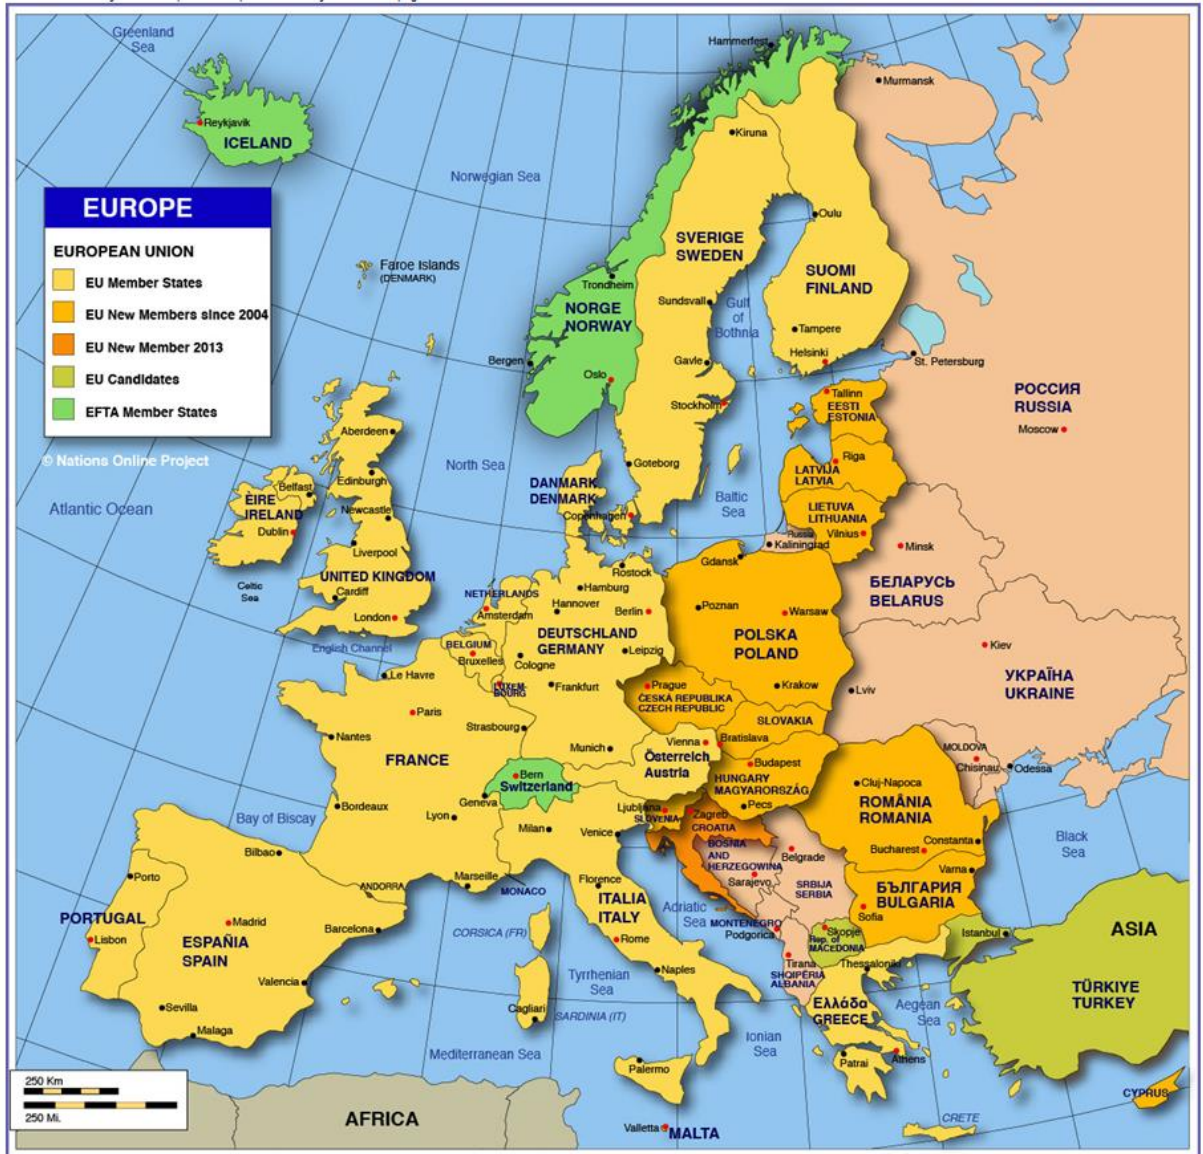 Greenland
Sea
Hammerfest
Murmansk
Reykjavik
ICELAND
Kiruna
Norwegian Sea
EUROPE
EUROPEAN UNION
EU Member States
EU New Members since 2004
EU New Member 2013
EU Candidates
EFTA Member States
© Nations Online Project
Oulu
SVERIGE
SWEDEN
SUOMI
FINLAND
Faroe Islands
(DENMARK)
Trondheim
NORGE
NORWAY
Sundsvall
Gulf
of
Bothnia
Tampere
Helsinki
Bergen
Oslo
Gavle
St. Petersburg
Stockholm
Tallinn
EESTI
ESTONIA
РОССИЯ
RUSSIA
Moscow
Aberdeen
North Sea
Goteborg
Riga
LATVIJA
LATVIA
Edinburgh
Belfast
DANMARK
DENMARK
Baltic
Sea
Atlantic Ocean
ÈIRE
IRELAND
Newcastle
Copenhagen
LIETUVA
LITHUANIA
Vilnius
Dublin
Liverpool
Russia
Kaliningrad
Minsk
Gdansk
Rostock
Celtic
Sea
UNITED KINGDOM
Cardiff
London
NETHERLANDS
Amsterdam
Hamburg
Hannover
Berlin
Poznan
Warsaw
БЕЛАРУСЬ
BELARUS
DEUTSCHLAND
GERMANY
POLSKA
POLAND
English Channel
BELGIUM
Bruxelles
Cologne
Leipzig
Kiev
Le Havre
LUXEM-
BOURG
Frankfurt
Prague
ČESKÁ REPUBLIKA
CZECH REPUBLIC
Krakow
Lviv
УКРАЇНА
UKRAINE
Paris
Strasbourg
SLOVAKIA
Nantes
Munich
Vienna
Bratislava
Österreich
Austria
FRANCE
Budapest
HUNGARY
MAGYARORSZÁG
MOLDOVA
Chisinau
Odessa
Bern
Switzerland
Geneva
Pecs
Cluj-Napoca
ROMÂNIA
ROMANIA
Bordeaux
Lyon
Ljubljana
SLOVENIA
Zagreb
CROATIA
Bay of Biscay
Milan
Venice
BOSNIA
AND
HERZEGOWINA
Sarajevo
Belgrade
Bucharest
Constanta
Black
Sea
Bilbao
Porto
Marseille
ANDORRA
MONACO
Florence
SRBIJA
SERBIA
Varna
БЪЛГАРИЯ
BULGARIA
Sofia
ITALIA
ITALY
Adriatic
Sea
PORTUGAL
Lisbon
Madrid
ESPAÑIA
SPAIN
Barcelona
CORSICA (FR)
Rome
MONTENEGRO
Podgorica
Skopje
Rep. of
MACEDONIA
Istanbul
ASIA
Tirana
SHQIPËRIA
ALBANIA
Thessaloniki
Valencia
Tyrrhenian
Sea
Naples
TÜRKIYE
TURKEY
Sevilla
Cagliari
SARDINIA (IT)
Ελλάδα
GREECE
Aegean
Sea
Malaga
Mediterranean Sea
Ionian
Sea
Palermo
Patrai
Athens
250 Km
250 Mi.
CYPRUS
AFRICA
CRETE
Valletta
MALTA